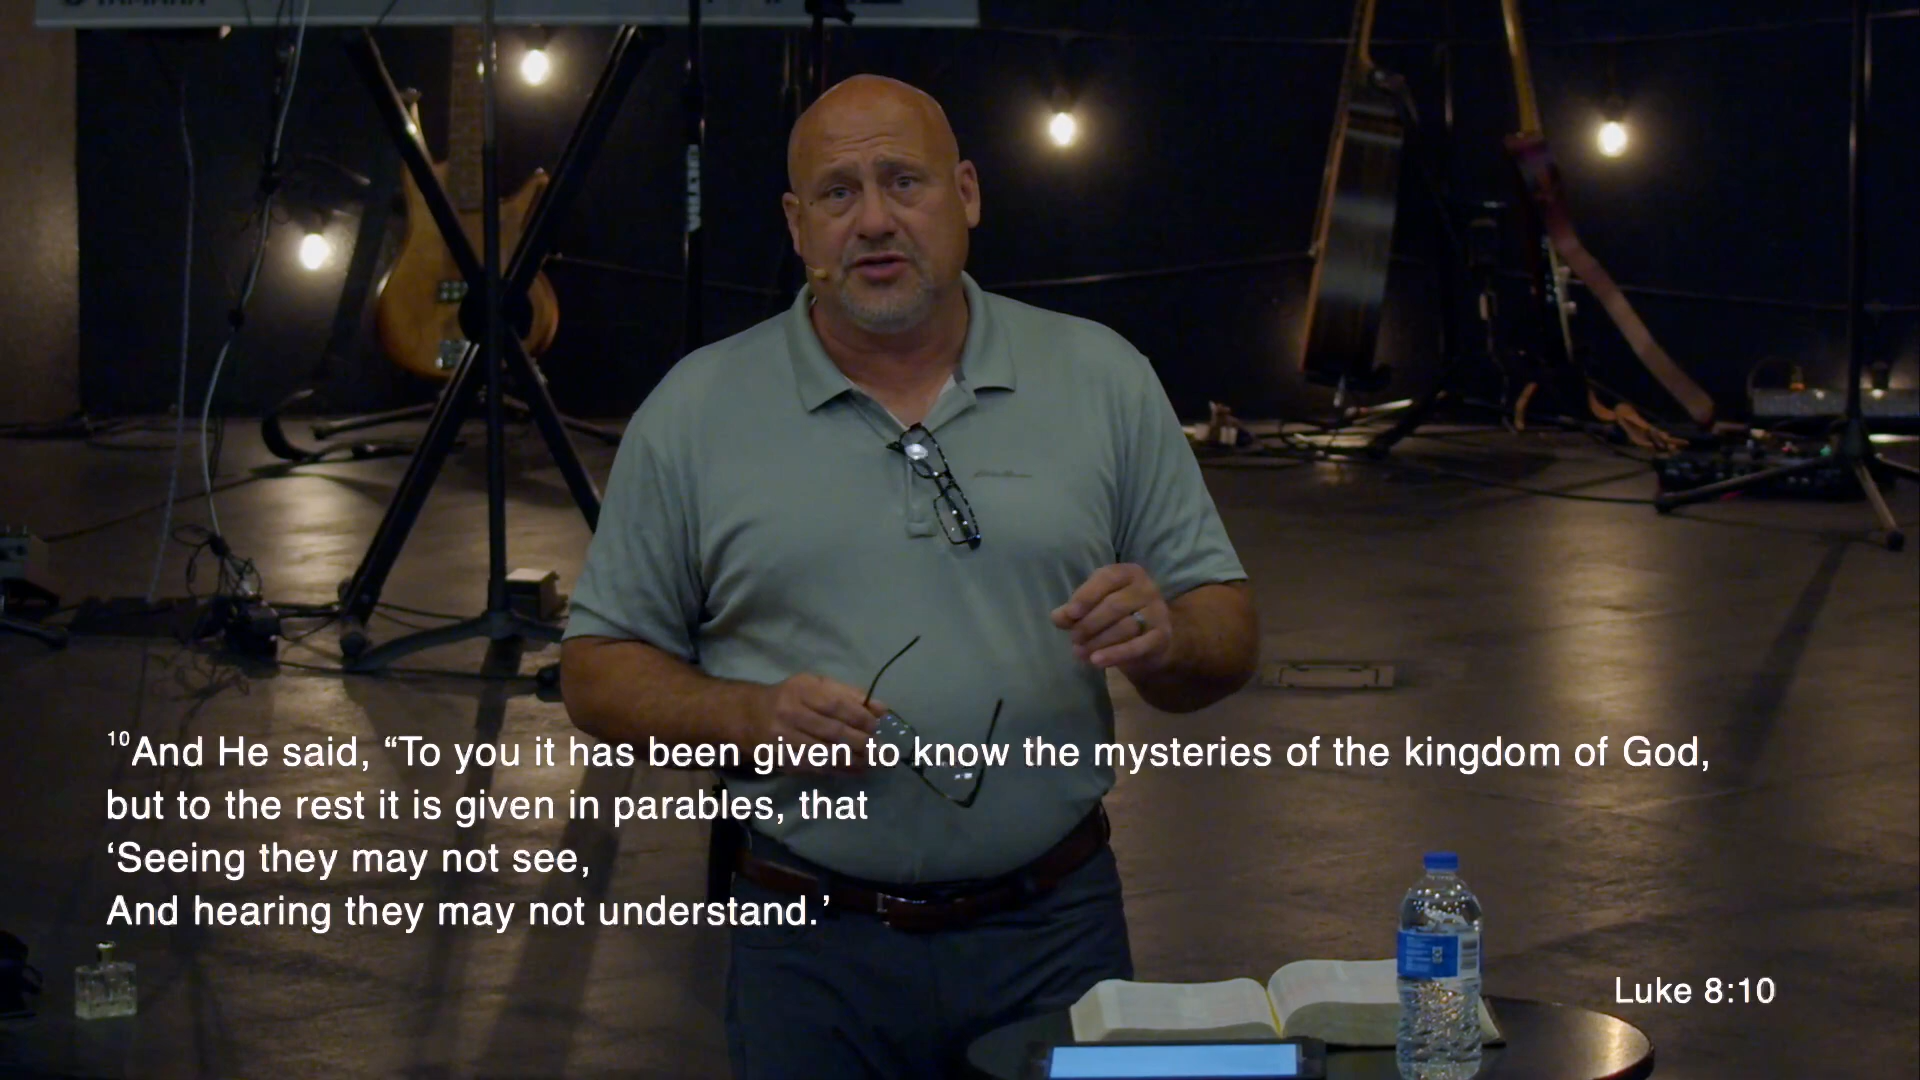 YAMAHA
ULTRA
¹⁰And He said, “To you it has been given to know the mysteries of the kingdom of God,
but to the rest it is given in parables, that
‘Seeing they may not see,
And hearing they may not understand.’
Luke 8:10